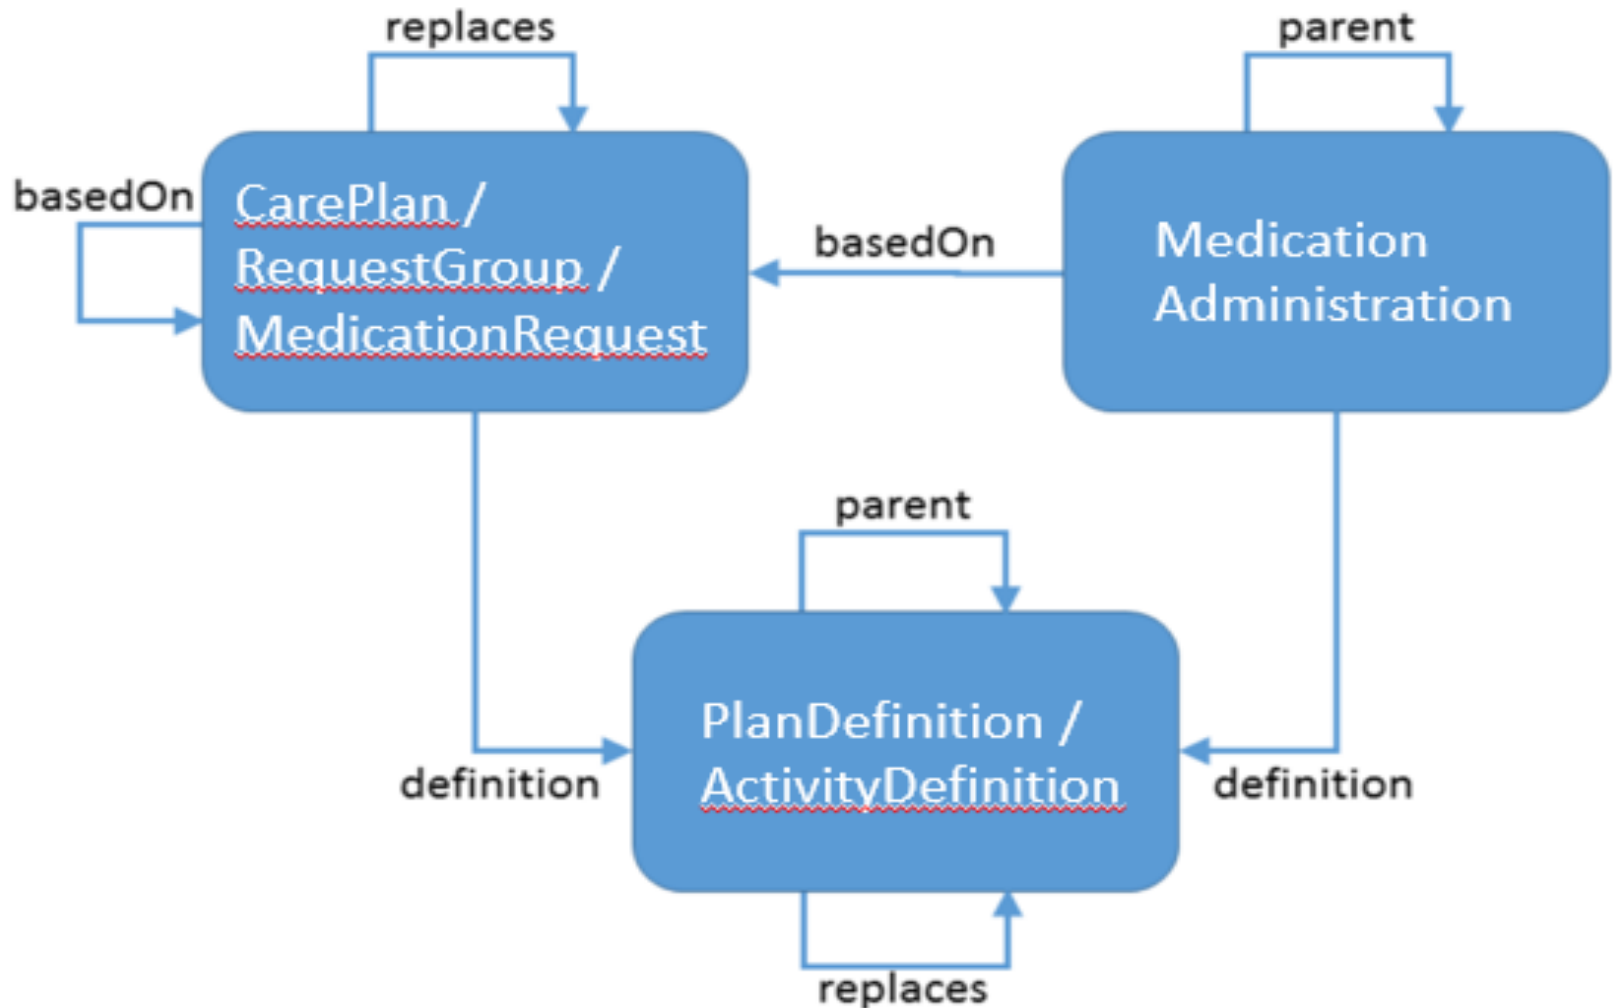 replaces
parent
basedOn
CarePlan /
RequestGroup /
MedicationRequest
basedOn
Medication
Administration
parent
definition
PlanDefinition /
ActivityDefinition
definition
replaces